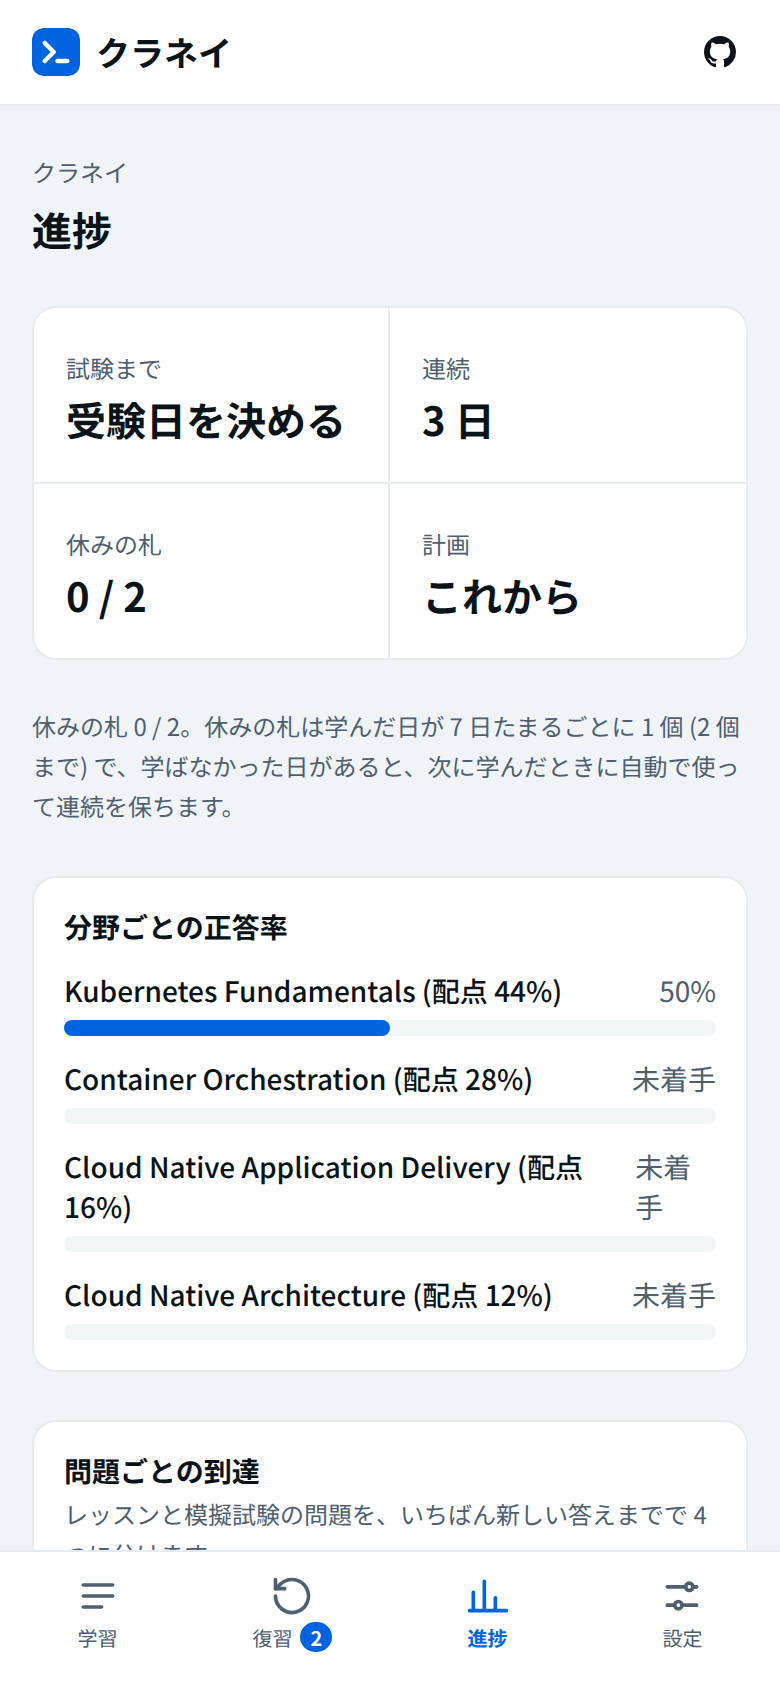 クラネイ
クラネイ
進捗
試験まで
受験日を決める
連続
3 日
休みの札
0 / 2
計画
これから
休みの札 0 / 2。休みの札は学んだ日が 7 日たまるごとに 1 個 (2 個
まで) で、学ばなかった日があると、次に学んだときに自動で使っ
て連続を保ちます。
分野ごとの正答率
Kubernetes Fundamentals (配点 44%)
50%
Container Orchestration (配点 28%)
未着手
Cloud Native Application Delivery (配点
16%)
未着
手
Cloud Native Architecture (配点 12%)
未着手
問題ごとの到達
レッスンと模擬試験の問題を、いちばん新しい答えまでで 4
学習
復習 2
進捗
設定